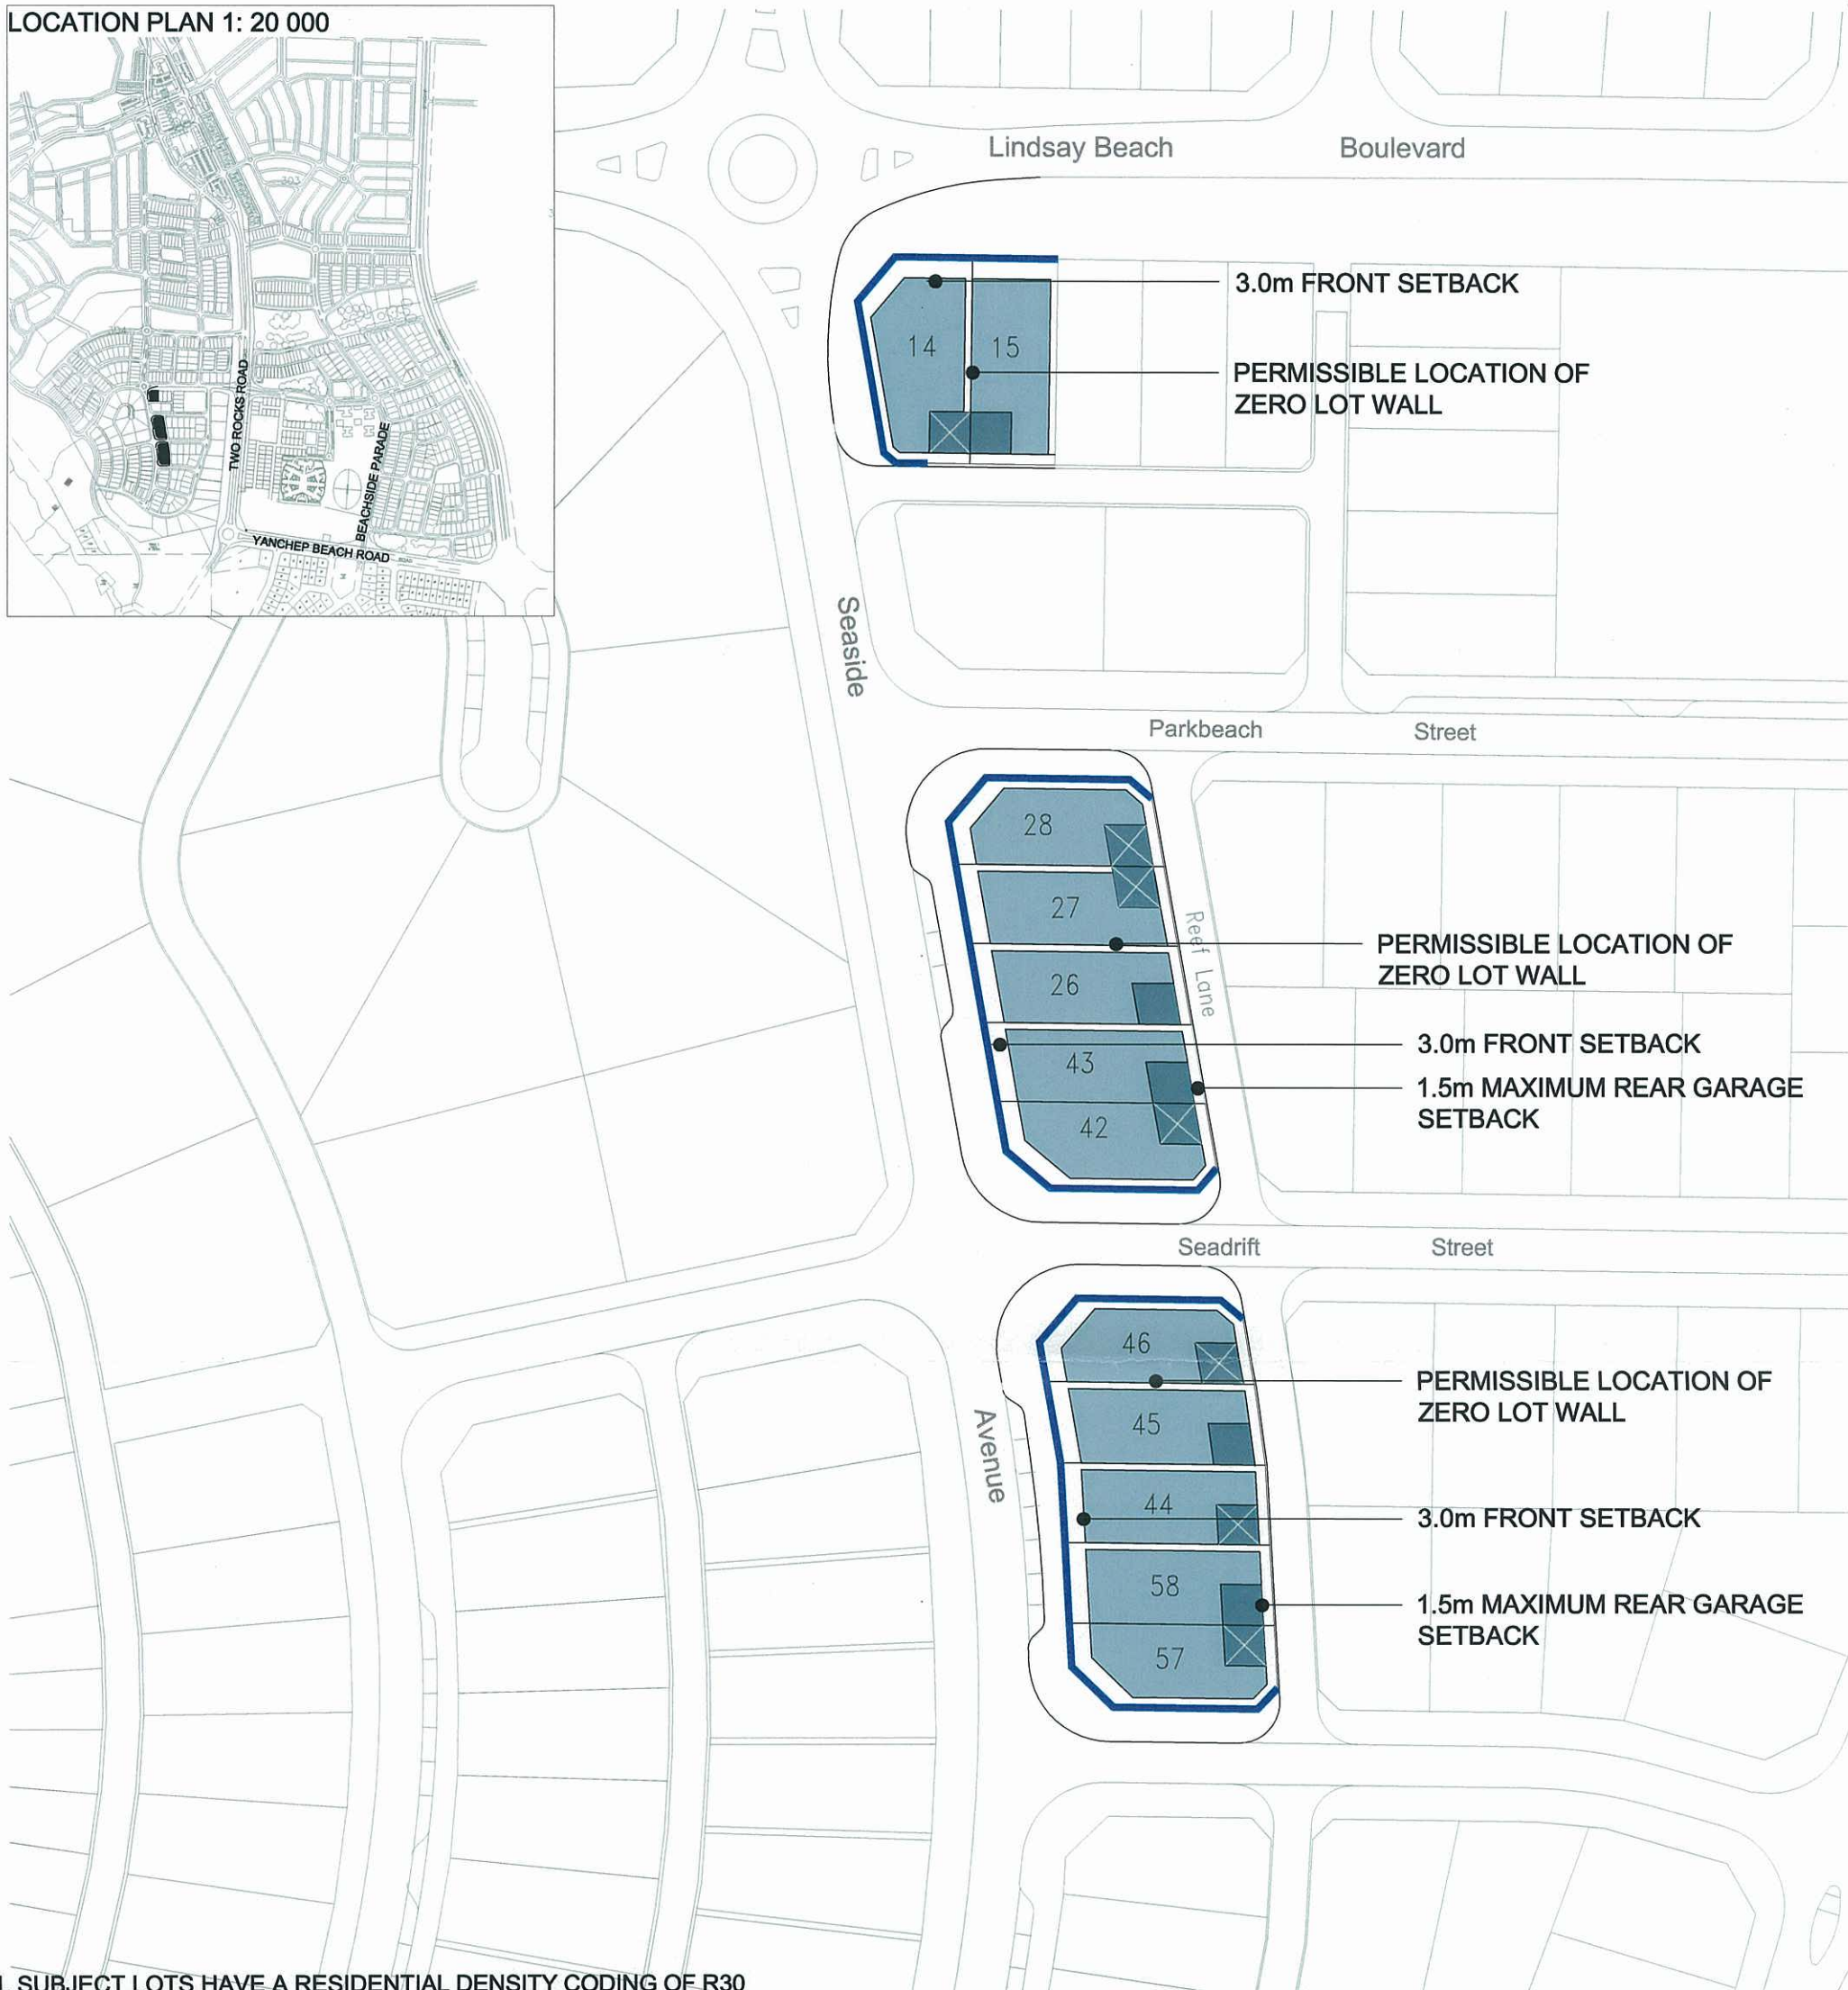 LOCATION PLAN 1: 20 000
303
304
TWO ROCKS ROAD
BEACHSIDE PARADE
YANCHEP BEACH ROAD
Lindsay Beach Boulevard
3.0m FRONT SETBACK
14 15
PERMISSIBLE LOCATION OF
ZERO LOT WALL
Seaside
Parkbeach Street
28
27
Reef Lane
PERMISSIBLE LOCATION OF
ZERO LOT WALL
26
3.0m FRONT SETBACK
43
1.5m MAXIMUM REAR GARAGE
SETBACK
42
Seadrift Street
46
PERMISSIBLE LOCATION OF
ZERO LOT WALL
Avenue
45
44
3.0m FRONT SETBACK
58
1.5m MAXIMUM REAR GARAGE
SETBACK
57
SUBJECT LOTS HAVE A RESIDENTIAL DENSITY CODING OF R30